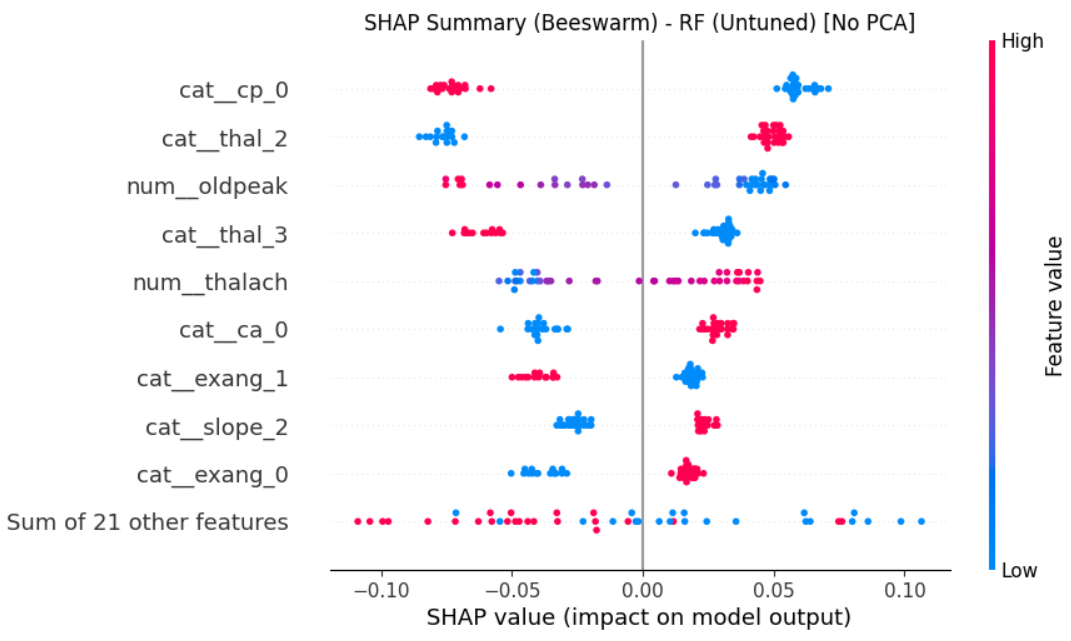 SHAP Summary (Beeswarm) - RF (Untuned) [No PCA]
High
cat__cp_0
cat__thal_2
num__oldpeak
cat__thal_3
num__thalach
cat__ca_0
cat__exang_1
cat__slope_2
cat__exang_0
Sum of 21 other features
Feature value
Low
−0.10 −0.05 0.00 0.05 0.10
SHAP value (impact on model output)